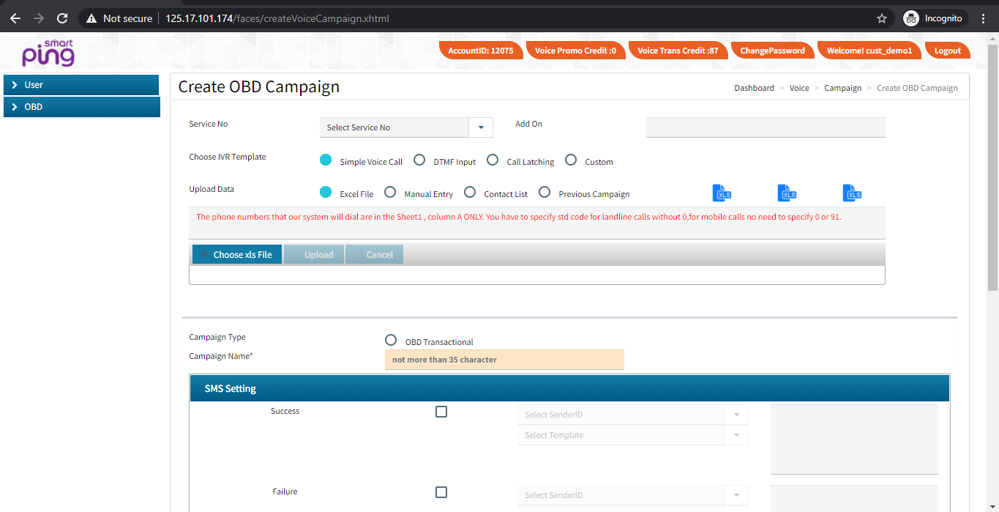 Not secure | 125.17.101.174/faces/createVoiceCampaign.xhtml Incognito
smart
ping
AccountID: 12075 Voice Promo Credit :0 Voice Trans Credit :87 ChangePassword Welcome! cust_demo1 Logout
User
OBD
Create OBD Campaign
Dashboard > Voice > Campaign > Create OBD Campaign
Service No Select Service No Add On
Choose IVR Template Simple Voice Call DTMF Input Call Latching Custom
Upload Data Excel File Manual Entry Contact List Previous Campaign XLS XLS XLS
The phone numbers that our system will dial are in the Sheet1 , column A ONLY. You have to specify std code for landline calls without 0,for mobile calls no need to specify 0 or 91.
Choose xls File Upload Cancel
Campaign Type OBD Transactional
Campaign Name* not more than 35 character
SMS Setting
Success Select SenderID
Select Template
Failure Select SenderID